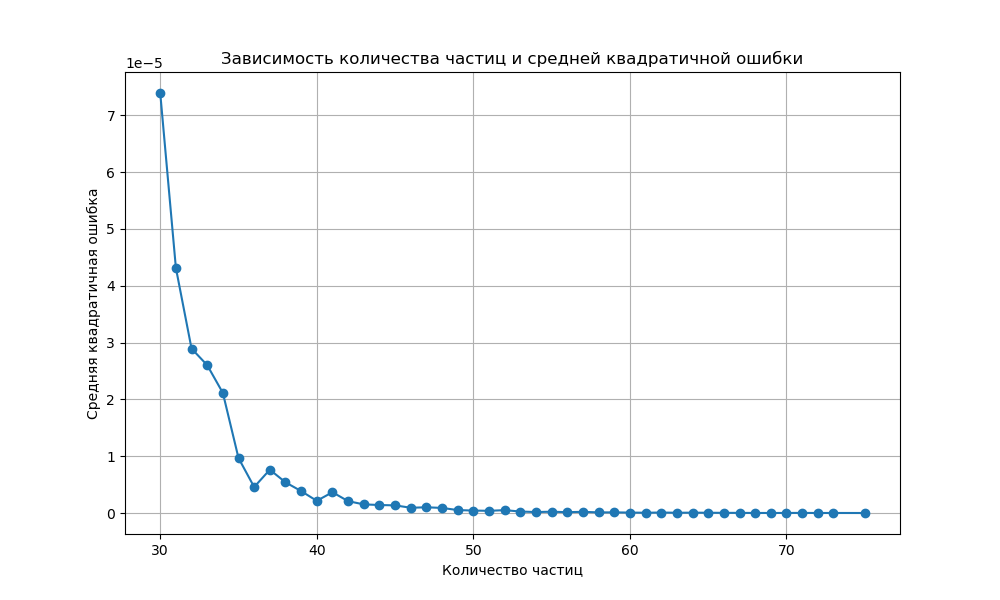 Зависимость количества частиц и средней квадратичной ошибки
1e−5
7
6
5
4
3
2
1
0
Средняя квадратичная ошибка
30 40 50 60 70
Количество частиц